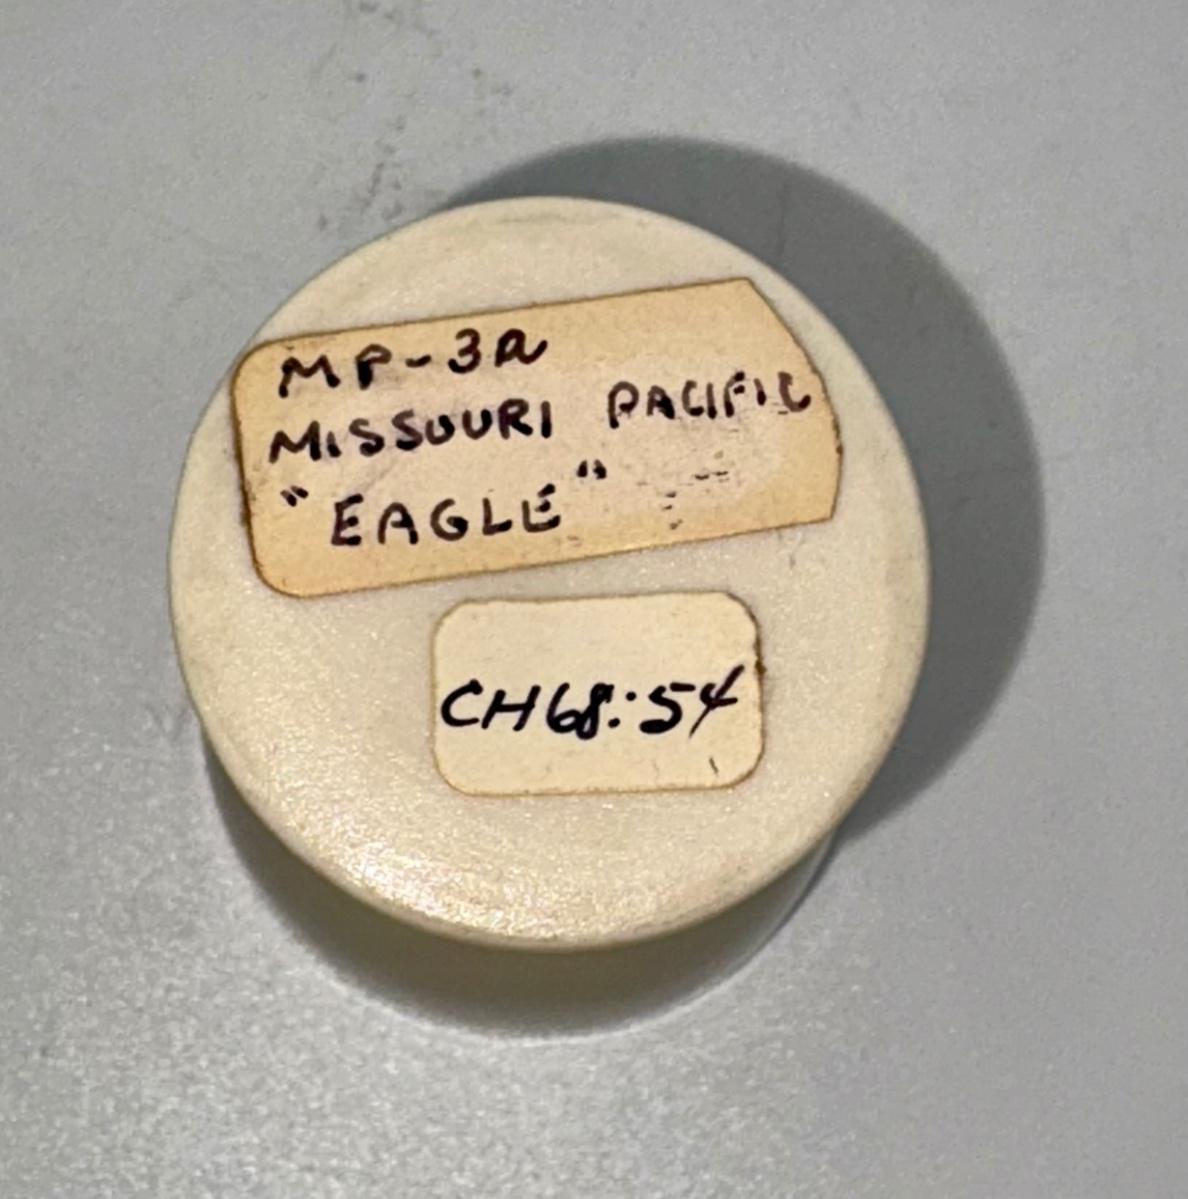 MP-3A
MISSOURI PACIFIC
"EAGLE"
CH68:54